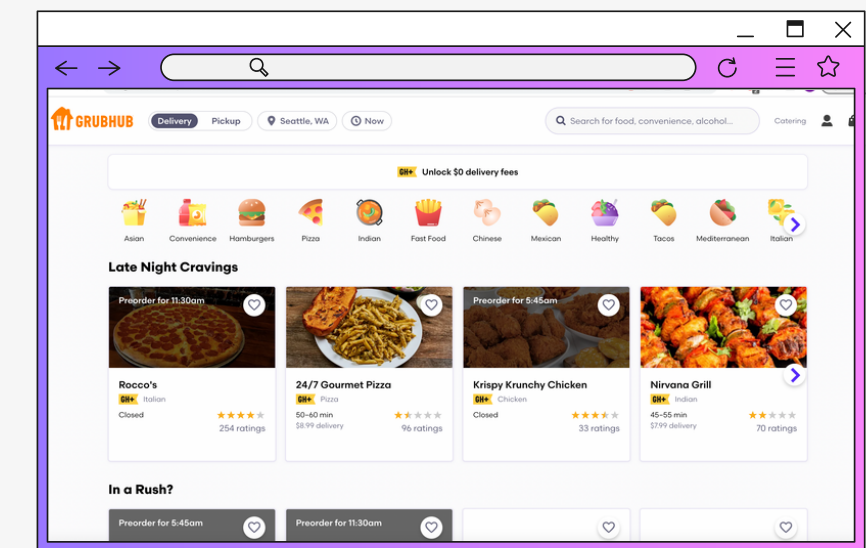 GRUBHUB
Delivery Pickup Seattle, WA Now Search for food, convenience, alcohol... Catering
GH+ Unlock $0 delivery fees
Asian Convenience Hamburgers Pizza Indian Fast Food Chinese Mexican Healthy Tacos Mediterranean Italian
Late Night Cravings
Preorder for 11:30am Preorder for 5:45am
Rocco's 24/7 Gourmet Pizza Krispy Krunchy Chicken Nirvana Grill
GH+ Italian GH+ Pizza GH+ Chicken GH+ Indian
Closed 50-60 min Closed 45-55 min
$8.99 delivery $7.99 delivery
254 ratings 96 ratings 33 ratings 70 ratings
In a Rush?
Preorder for 5:45am Preorder for 11:30am